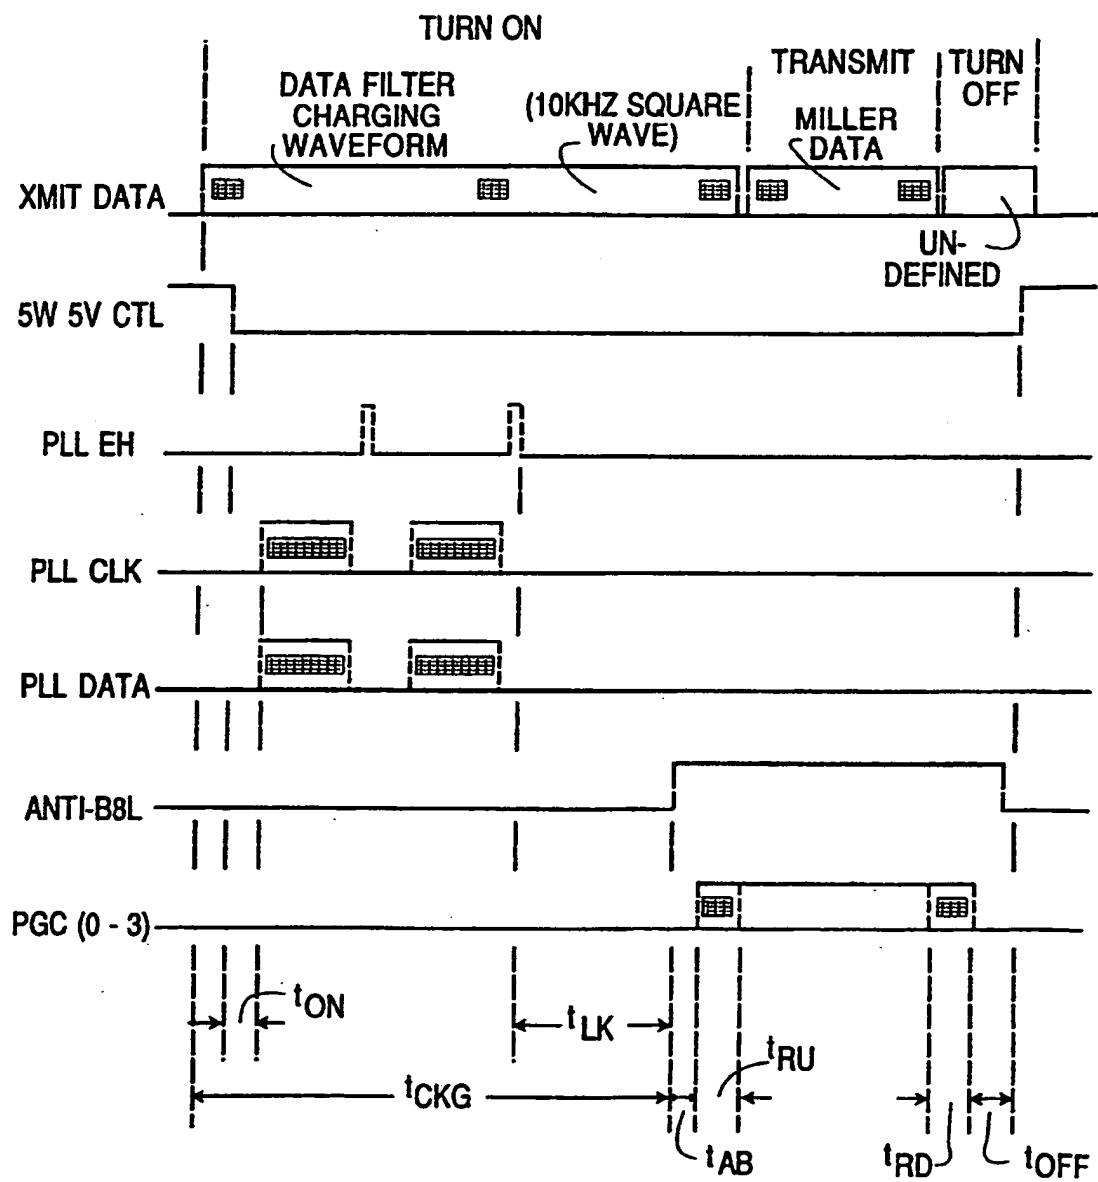 TURN ON
TRANSMIT
TURN
OFF
DATA FILTER
CHARGING
WAVEFORM
(10KHZ SQUARE
WAVE)
MILLER
DATA
XMIT DATA
UN-
DEFINED
5W 5V CTL
PLL EH
PLL CLK
PLL DATA
ANTI-B8L
PGC (0 - 3)
tON
tLK
tRU
tCKG
tAB
tRD
tOFF